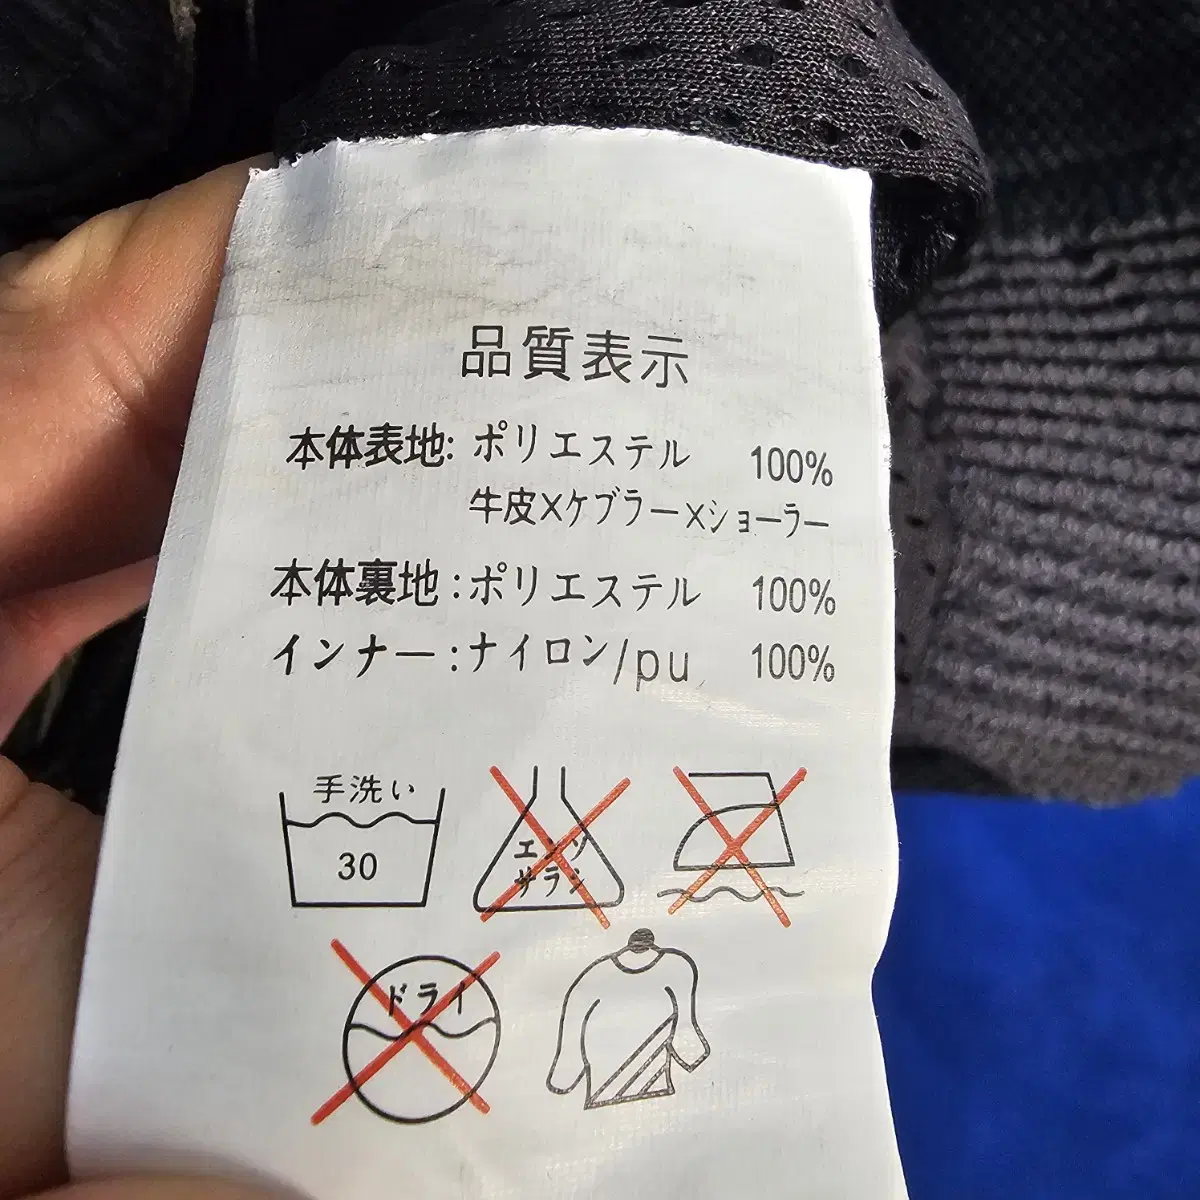 品質表示
本体表地: ポリエステル 100%
牛皮×ケブラー×ショーラー
本体裏地:ポリエステル 100%
インナー:ナイロン/pu 100%
手洗い
30
エンソ
サラシ
ドライ